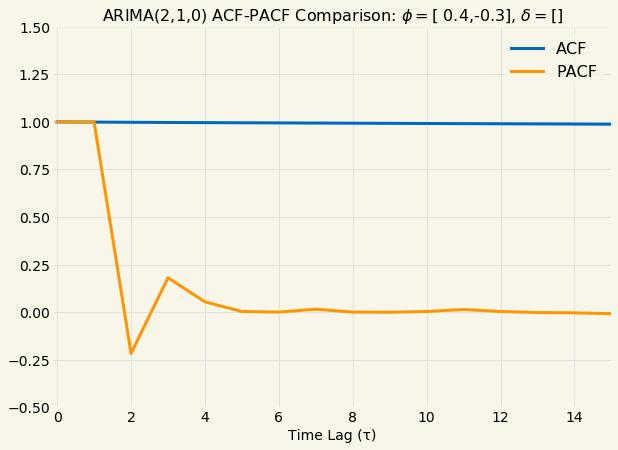 ARIMA(2,1,0) ACF-PACF Comparison: ϕ = [ 0.4,-0.3], δ = []
1.50
1.25
1.00
0.75
0.50
0.25
0.00
−0.25
−0.50
ACF
PACF
0 2 4 6 8 10 12 14
Time Lag (τ)